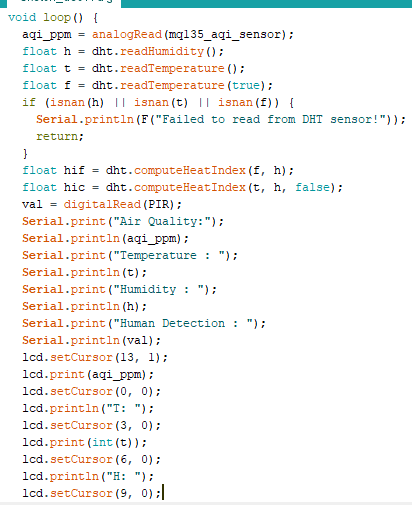 void loop() {
aqi_ppm = analogRead(mq135_aqi_sensor);
float h = dht.readHumidity();
float t = dht.readTemperature();
float f = dht.readTemperature(true);
if (isnan(h) || isnan(t) || isnan(f)) {
Serial.println(F("Failed to read from DHT sensor!"));
return;
}
float hif = dht.computeHeatIndex(f, h);
float hic = dht.computeHeatIndex(t, h, false);
val = digitalRead(PIR);
Serial.print("Air Quality:");
Serial.println(aqi_ppm);
Serial.print("Temperature : ");
Serial.println(t);
Serial.print("Humidity : ");
Serial.println(h);
Serial.print("Human Detection : ");
Serial.println(val);
lcd.setCursor(13, 1);
lcd.print(aqi_ppm);
lcd.setCursor(0, 0);
lcd.println("T: ");
lcd.setCursor(3, 0);
lcd.print(int(t));
lcd.setCursor(6, 0);
lcd.println("H: ");
lcd.setCursor(9, 0);